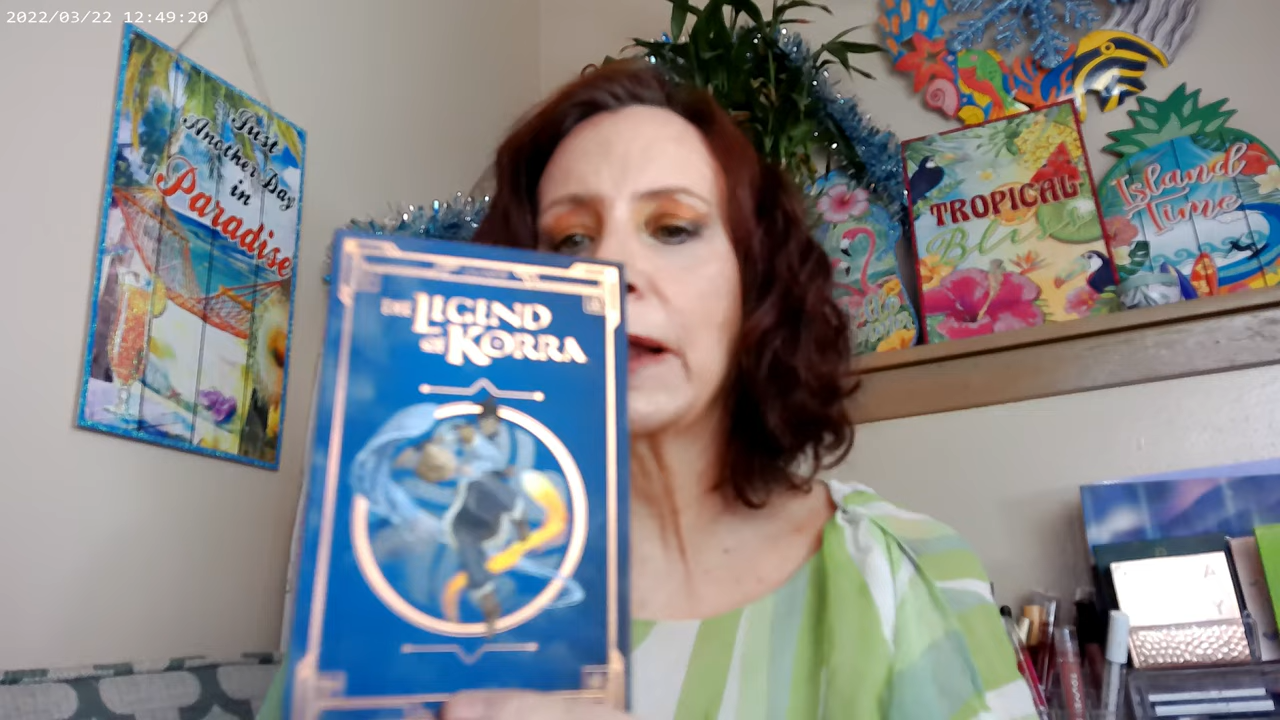 2022/03/22 12:49:20
Just
Another Day
in
Paradise
THE LEGEND
of KORRA
TROPICAL
Bliss
Island
Time